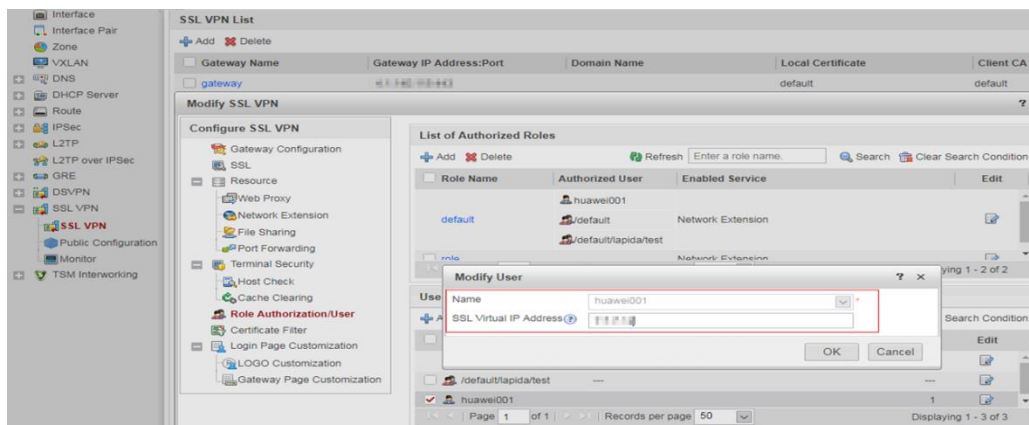 Interface
Interface Pair
Zone
VXLAN
DNS
DHCP Server
Route
IPSec
L2TP
L2TP over IPSec
GRE
DSVPN
SSL VPN
SSL VPN
Public Configuration
Monitor
TSM Interworking
SSL VPN List
Add Delete
Gateway Name Gateway IP Address:Port Domain Name Local Certificate Client CA
gateway default default
Modify SSL VPN ?
Configure SSL VPN
Gateway Configuration
SSL
Resource
Web Proxy
Network Extension
File Sharing
Port Forwarding
Terminal Security
Host Check
Cache Clearing
Role Authorization/User
Certificate Filter
Login Page Customization
LOGO Customization
Gateway Page Customization
List of Authorized Roles
Add Delete Refresh Enter a role name. Search Clear Search Condition
Role Name Authorized User Enabled Service Edit
huawei001
default /default Network Extension
/default/lapida/test
role Network Extension
ying 1 - 2 of 2
Modify User ? ×
Name huawei001 *
SSL Virtual IP Address ?
OK Cancel
Use
A Search Condition
Edit
/default/lapida/test --- ---
huawei001 1
Page 1 of 1 Records per page 50 Displaying 1 - 3 of 3